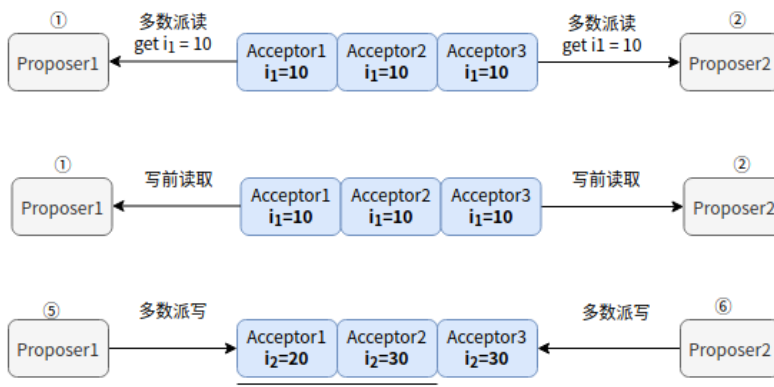 ① 多数派读 多数派读 ②
get i₁ = 10 get i1 = 10
Proposer1 Acceptor1 Acceptor2 Acceptor3 Proposer2
i₁=10 i₁=10 i₁=10
① 写前读取 写前读取 ②
Proposer1 Acceptor1 Acceptor2 Acceptor3 Proposer2
i₁=10 i₁=10 i₁=10
⑤ 多数派写 多数派写 ⑥
Proposer1 Acceptor1 Acceptor2 Acceptor3 Proposer2
i₂=20 i₂=30 i₂=30